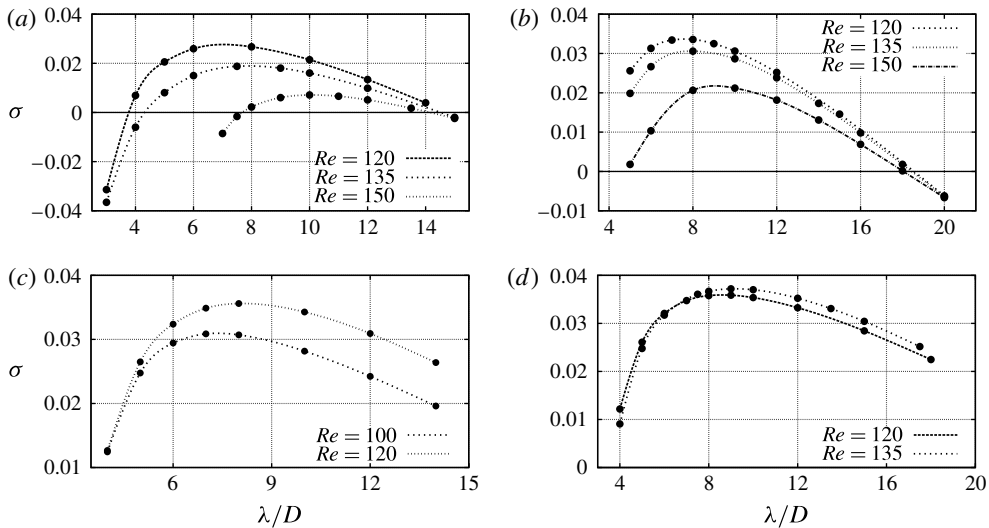 (a)
0.04
0.02
0
−0.02
−0.04
σ
4 6 8 10 12 14
Re = 120
Re = 135
Re = 150
(b)
0.04
0.03
0.02
0.01
0
−0.01
4 8 12 16 20
Re = 120
Re = 135
Re = 150
(c)
0.04
0.03
0.02
0.01
σ
6 9 12 15
λ/D
Re = 100
Re = 120
(d)
0.04
0.03
0.02
0.01
0
4 8 12 16 20
λ/D
Re = 120
Re = 135